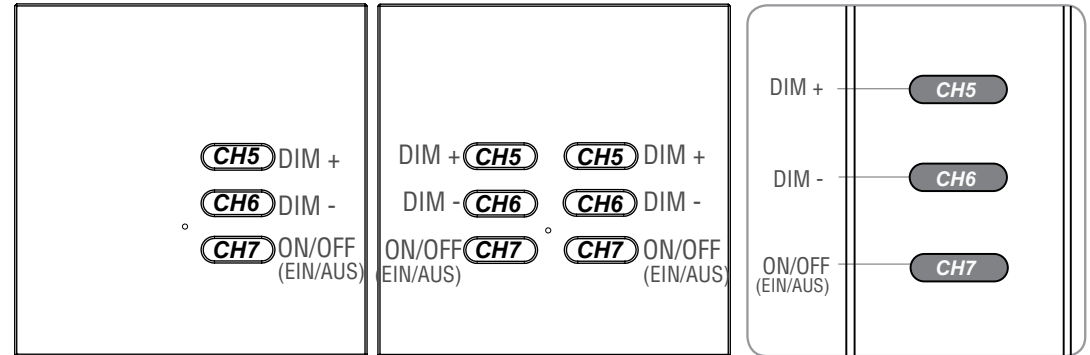 CH5 DIM +
CH6 DIM -
CH7 ON/OFF
(EIN/AUS)
DIM + CH5 CH5 DIM +
DIM - CH6 CH6 DIM -
ON/OFF CH7 CH7 ON/OFF
(EIN/AUS) (EIN/AUS)
DIM + CH5
DIM - CH6
ON/OFF CH7
(EIN/AUS)